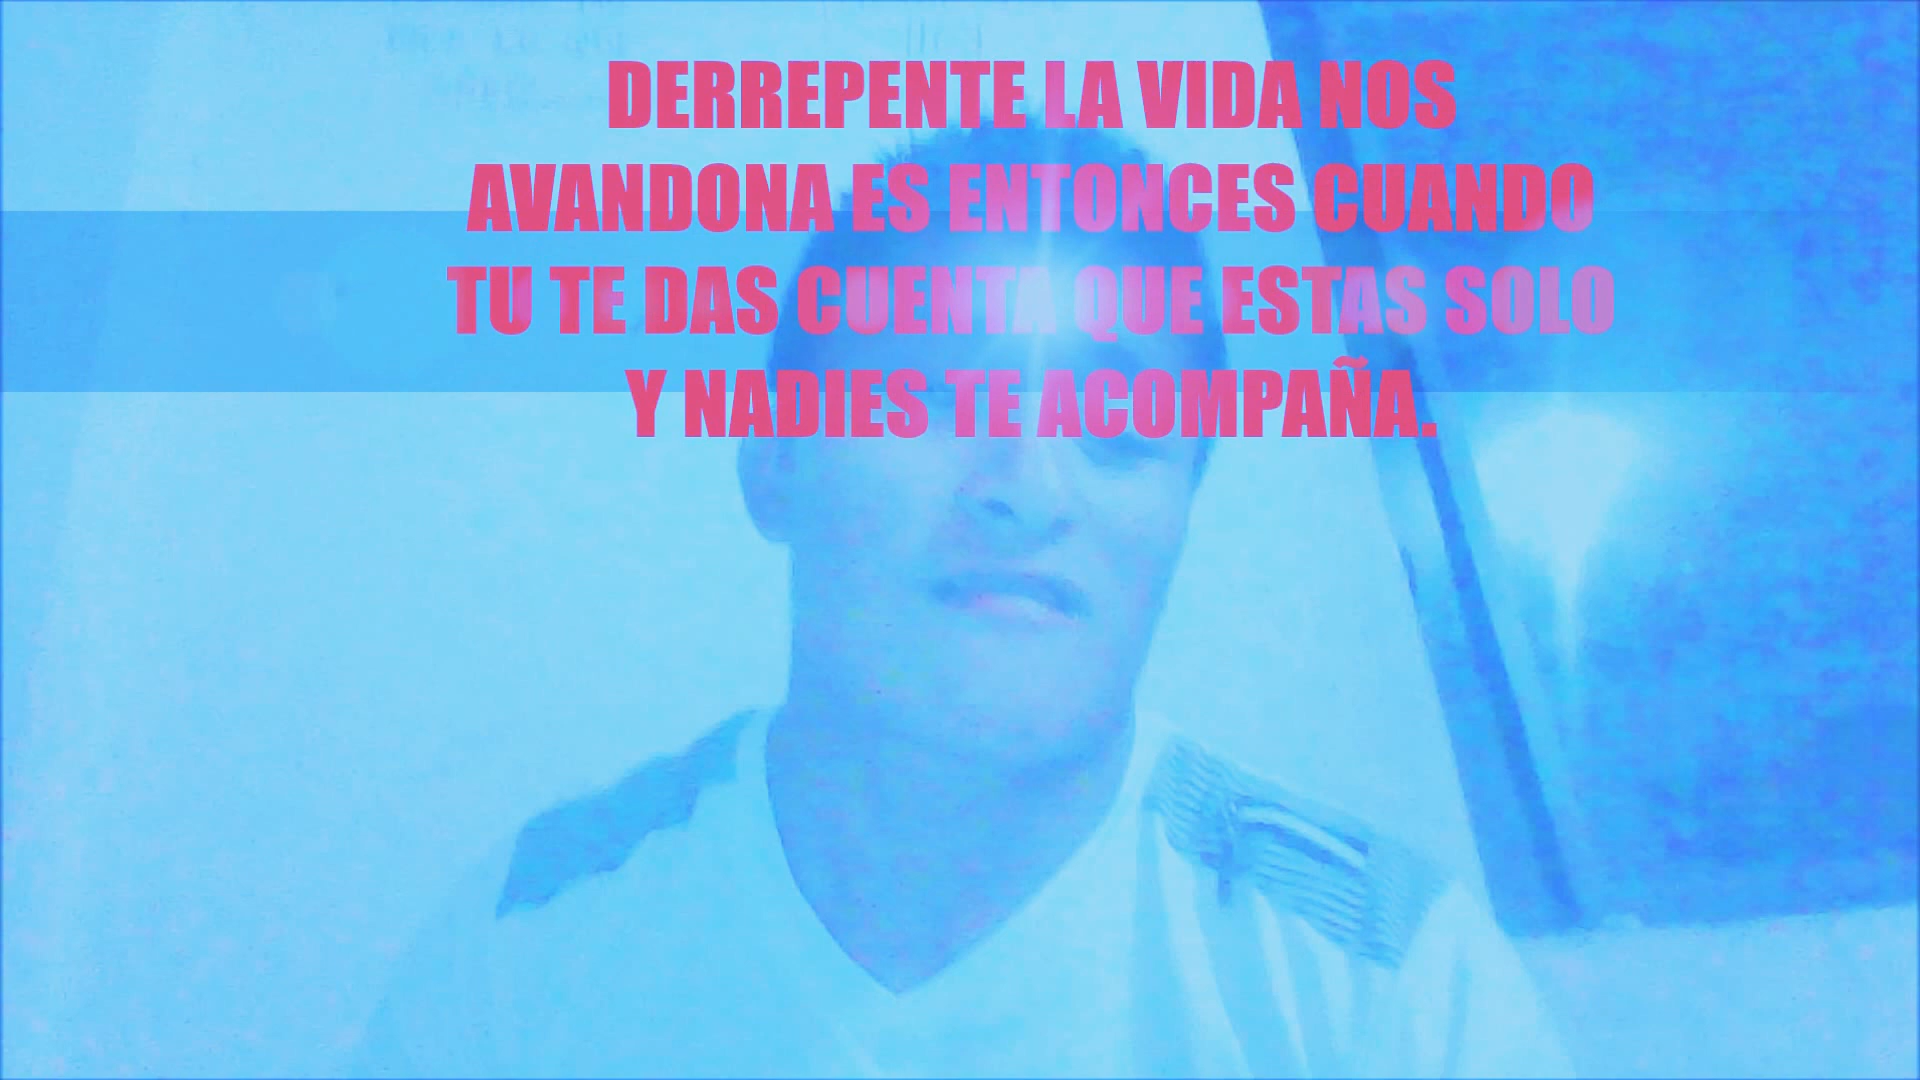 DERREPENTE LA VIDA NOS
AVANDONA ES ENTONCES CUANDO
TU TE DAS CUENTA QUE ESTAS SOLO
Y NADIES TE ACOMPAÑA.